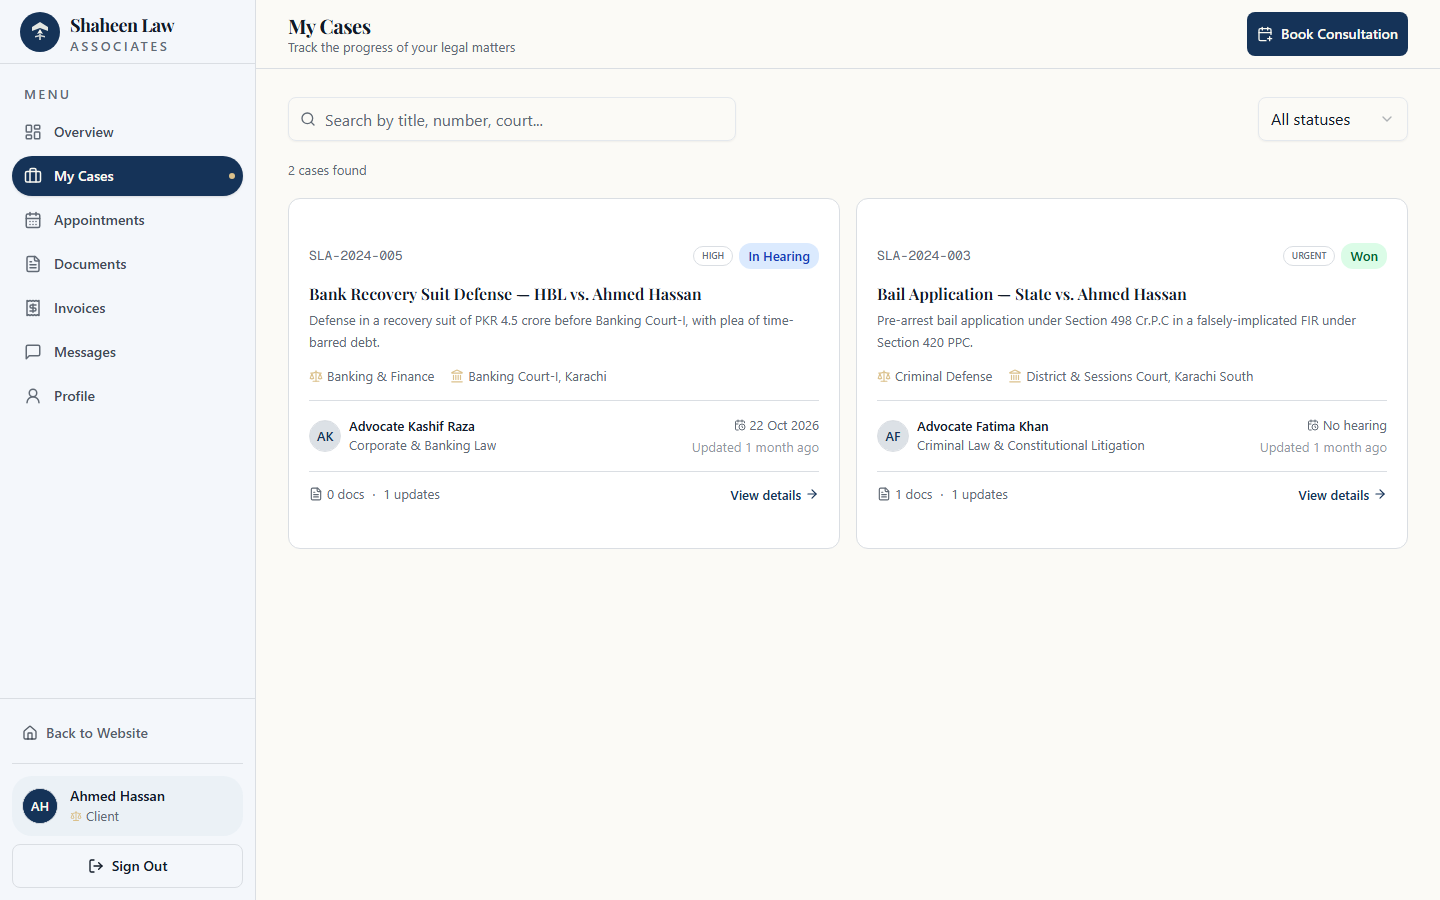 Shaheen Law
ASSOCIATES
MENU
Overview
My Cases
Appointments
Documents
Invoices
Messages
Profile
Back to Website
AH
Ahmed Hassan
Client
Sign Out
My Cases
Track the progress of your legal matters
Book Consultation
Search by title, number, court...
All statuses
2 cases found
SLA-2024-005
HIGH
In Hearing
Bank Recovery Suit Defense — HBL vs. Ahmed Hassan
Defense in a recovery suit of PKR 4.5 crore before Banking Court-I, with plea of time-
barred debt.
Banking & Finance
Banking Court-I, Karachi
AK
Advocate Kashif Raza
Corporate & Banking Law
22 Oct 2026
Updated 1 month ago
0 docs · 1 updates
View details
SLA-2024-003
URGENT
Won
Bail Application — State vs. Ahmed Hassan
Pre-arrest bail application under Section 498 Cr.P.C in a falsely-implicated FIR under
Section 420 PPC.
Criminal Defense
District & Sessions Court, Karachi South
AF
Advocate Fatima Khan
Criminal Law & Constitutional Litigation
No hearing
Updated 1 month ago
1 docs · 1 updates
View details